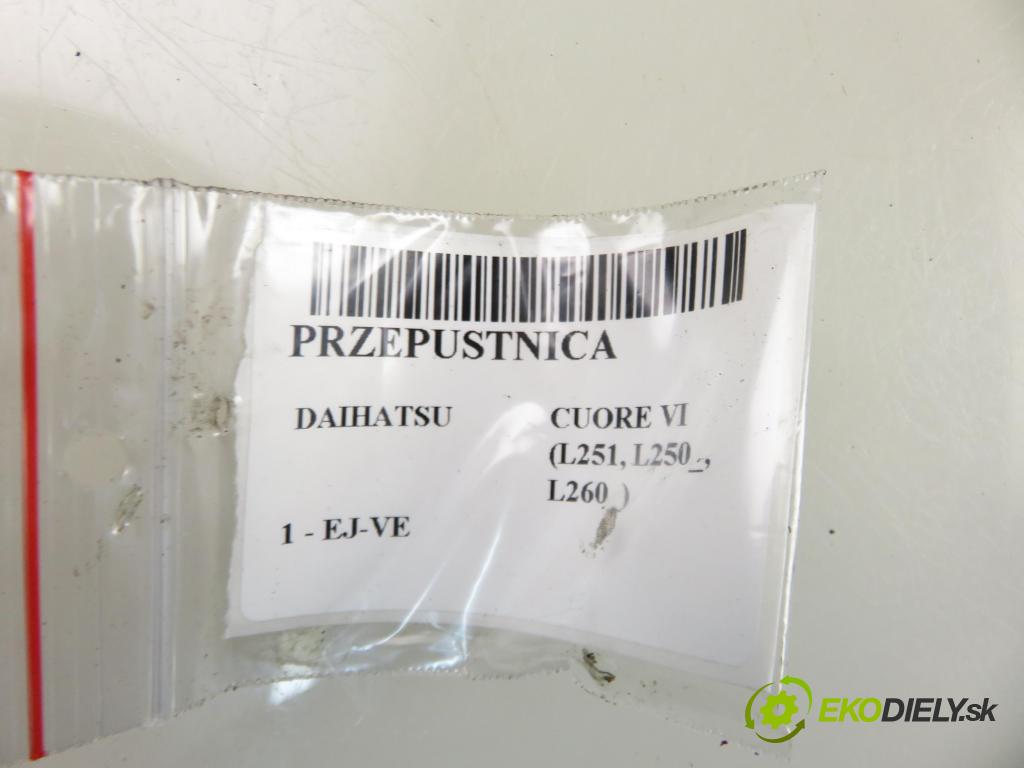 PRZEPUSTNICA
DAIHATSU CUORE VI
(L251, L250_,
L260_)
1 - EJ-VE
EKODIELY.sk